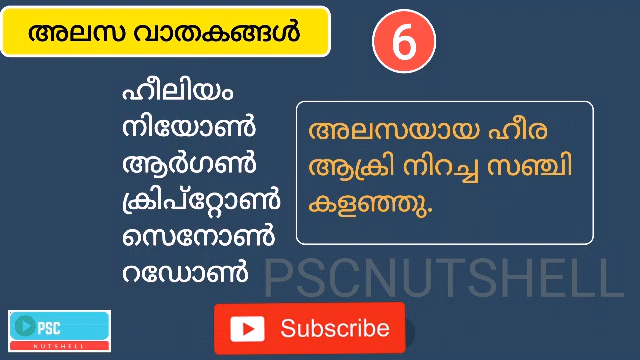 അലസ വാതകങ്ങൾ
6
ഹീലിയം
നിയോൺ
ആർഗൺ
ക്രിപ്റ്റോൺ
സെനോൺ
റഡോൺ
അലസയായ ഹീര
ആക്രി നിറച്ച സഞ്ചി
കളഞ്ഞു.
PSCNUTSHELL
PSC
NUTSHELL
Subscribe